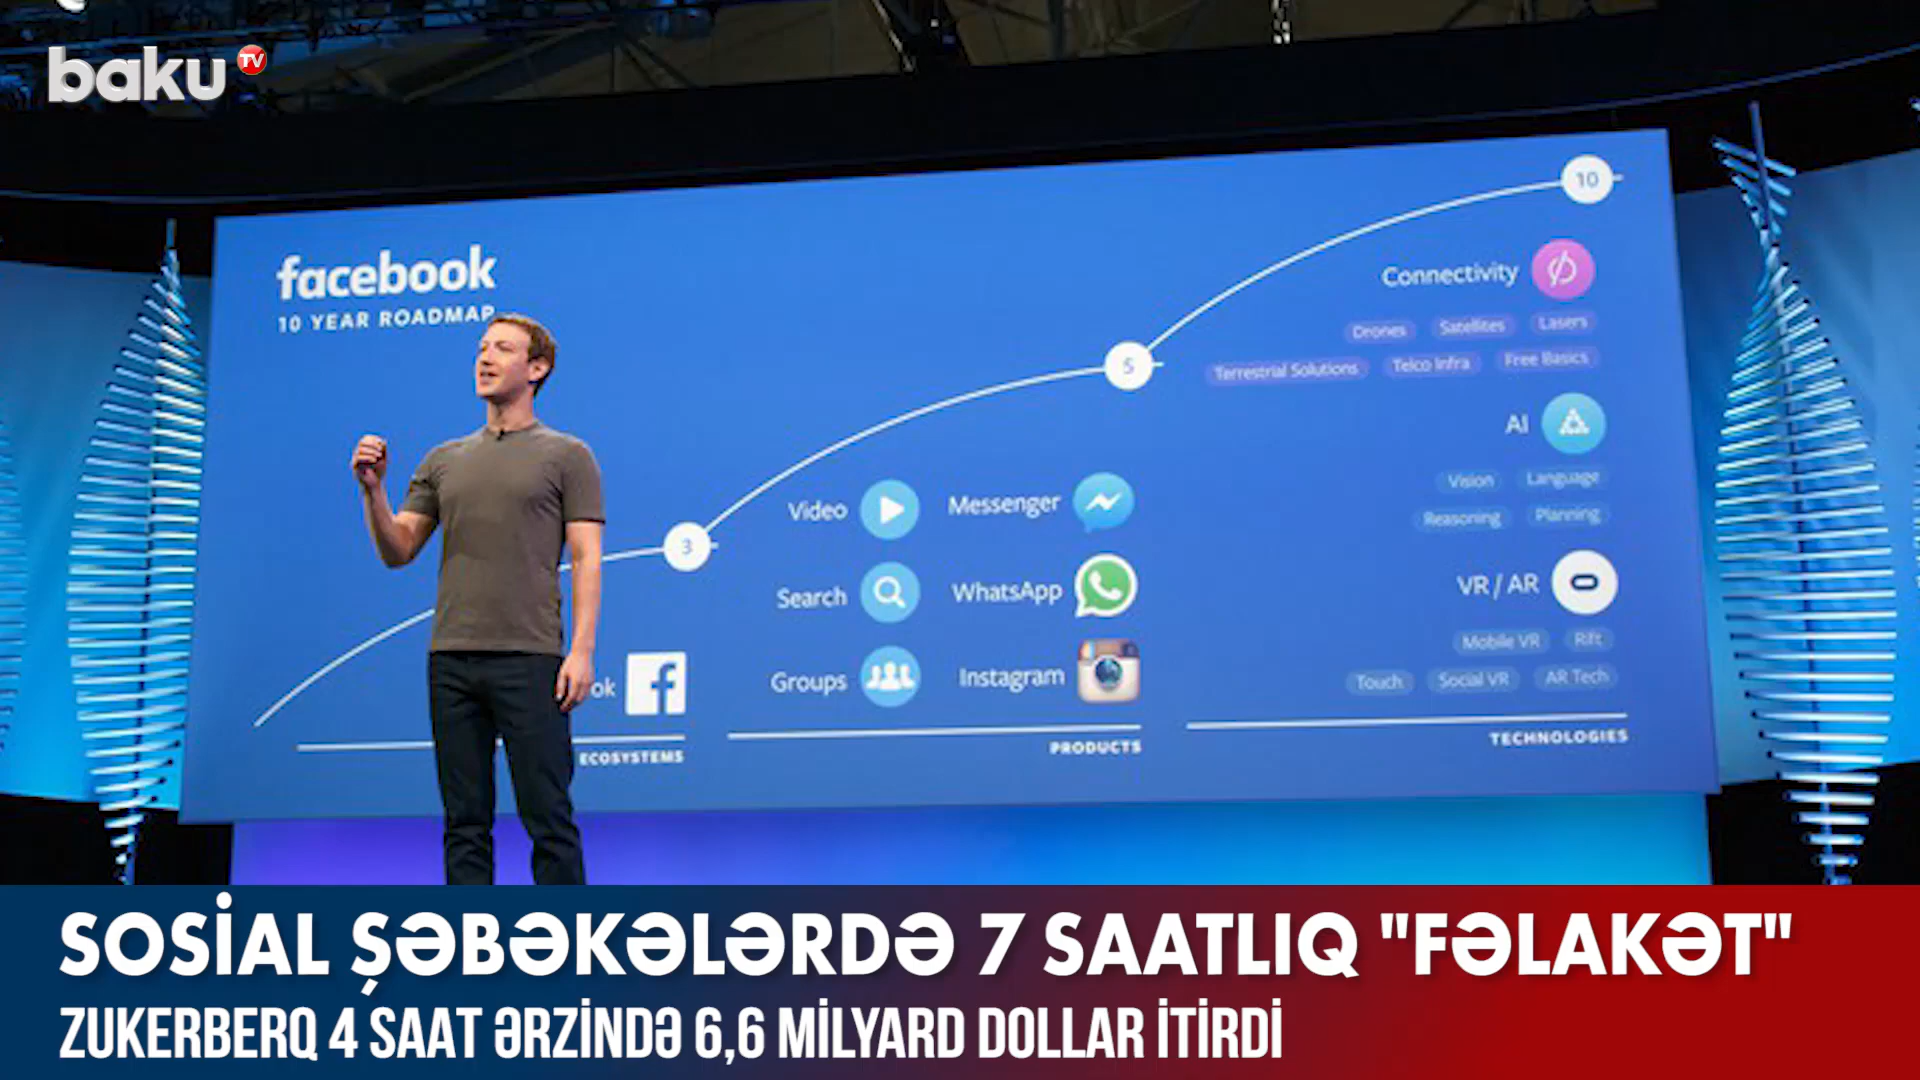 baku TV
facebook
10 YEAR ROADMAP
10
Connectivity
Drones Satellites Lasers
Terrestrial Solutions Telco Infra Free Basics
5
AI
Vision Language
Reasoning Planning
3
Video Messenger
Search WhatsApp
Groups Instagram
VR / AR
Mobile VR Rift
Touch Social VR AR Tech
ok
ECOSYSTEMS
PRODUCTS
TECHNOLOGIES
SOSİAL ŞƏBƏKƏLƏRDƏ 7 SAATLIQ "FƏLAKƏT"
ZUKERBERQ 4 SAAT ƏRZİNDƏ 6,6 MİLYARD DOLLAR İTİRDİ